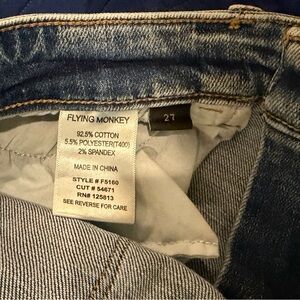 FLYING MONKEY
92.5% COTTON
5.5% POLYESTER(T400)
2% SPANDEX
MADE IN CHINA
STYLE # F5160
CUT # 54671
RN# 125813
SEE REVERSE FOR CARE
27